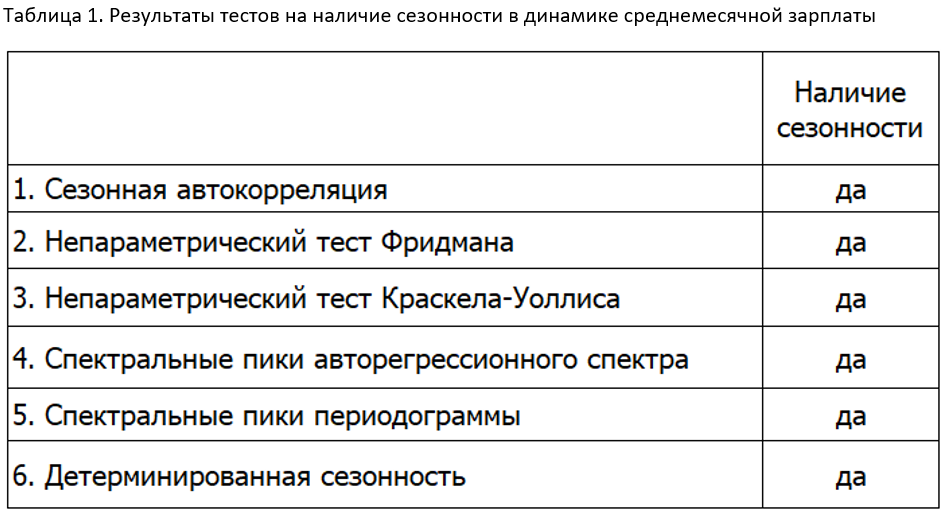 Таблица 1. Результаты тестов на наличие сезонности в динамике среднемесячной зарплаты
Наличие
сезонности
1. Сезонная автокорреляция да
2. Непараметрический тест Фридмана да
3. Непараметрический тест Краскела-Уоллиса да
4. Спектральные пики авторегрессионного спектра да
5. Спектральные пики периодограммы да
6. Детерминированная сезонность да